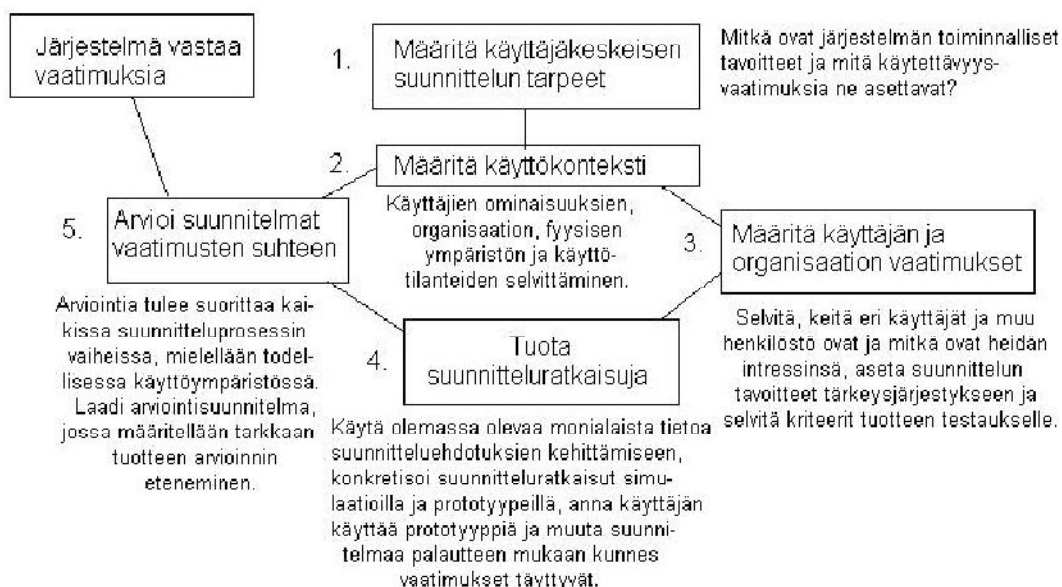 Järjestelmä vastaa
vaatimuksia
1.
Määritä käyttäjäkeskeisen
suunnittelun tarpeet
Mitkä ovat järjestelmän toiminnalliset
tavoitteet ja mitä käytettävyys-
vaatimuksia ne asettavat?
2.
Määritä käyttökonteksti
Käyttäjien ominaisuuksien,
organisaation, fyysisen
ympäristön ja käyttö-
tilanteiden selvittäminen.
3.
Määritä käyttäjän ja
organisaation vaatimukset
Selvitä, keitä eri käyttäjät ja muu
henkilöstö ovat ja mitkä ovat heidän
intressinsä, aseta suunnittelun
tavoitteet tärkeysjärjestykseen ja
selvitä kriteerit tuotteen testaukselle.
4.
Tuota
suunnitteluratkaisuja
Käytä olemassa olevaa monialaista tietoa
suunnitteluehdotuksien kehittämiseen,
konkretisoi suunnitteluratkaisut simu-
laatioilla ja prototyypeillä, anna käyttäjän
käyttää prototyyppiä ja muuta suunni-
telmaa palautteen mukaan kunnes
vaatimukset täyttyvät.
5.
Arvioi suunnitelmat
vaatimusten suhteen
Arviointia tulee suorittaa kai-
kissa suunnitteluprosessin
vaiheissa, mielellään todel-
lisessa käyttöympäristössä.
Laadi arviointisuunnitelma,
jossa määritellään tarkkaan
tuotteen arvioinnin
eteneminen.